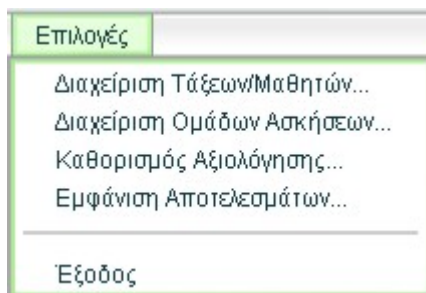 Επιλογές
Διαχείριση Τάξεων/Μαθητών...
Διαχείριση Ομάδων Ασκήσεων...
Καθορισμός Αξιολόγησης...
Εμφάνιση Αποτελεσμάτων...
Έξοδος